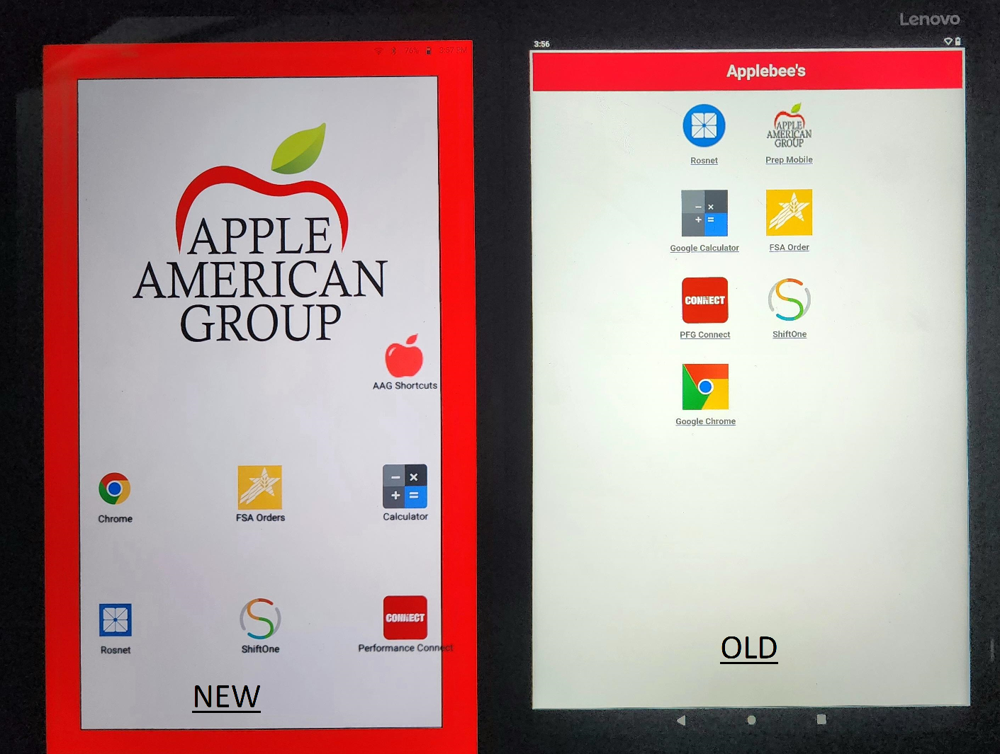 76% 3:57 PM
APPLE
AMERICAN
GROUP
AAG Shortcuts
Chrome
FSA Orders
Calculator
CONNECT
Rosnet
ShiftOne
Performance Connect
NEW
Lenovo
3:56
Applebee's
APPLE
AMERICAN
GROUP
Rosnet
Prep Mobile
Google Calculator
FSA Order
CONNECT
PFG Connect
ShiftOne
Google Chrome
OLD